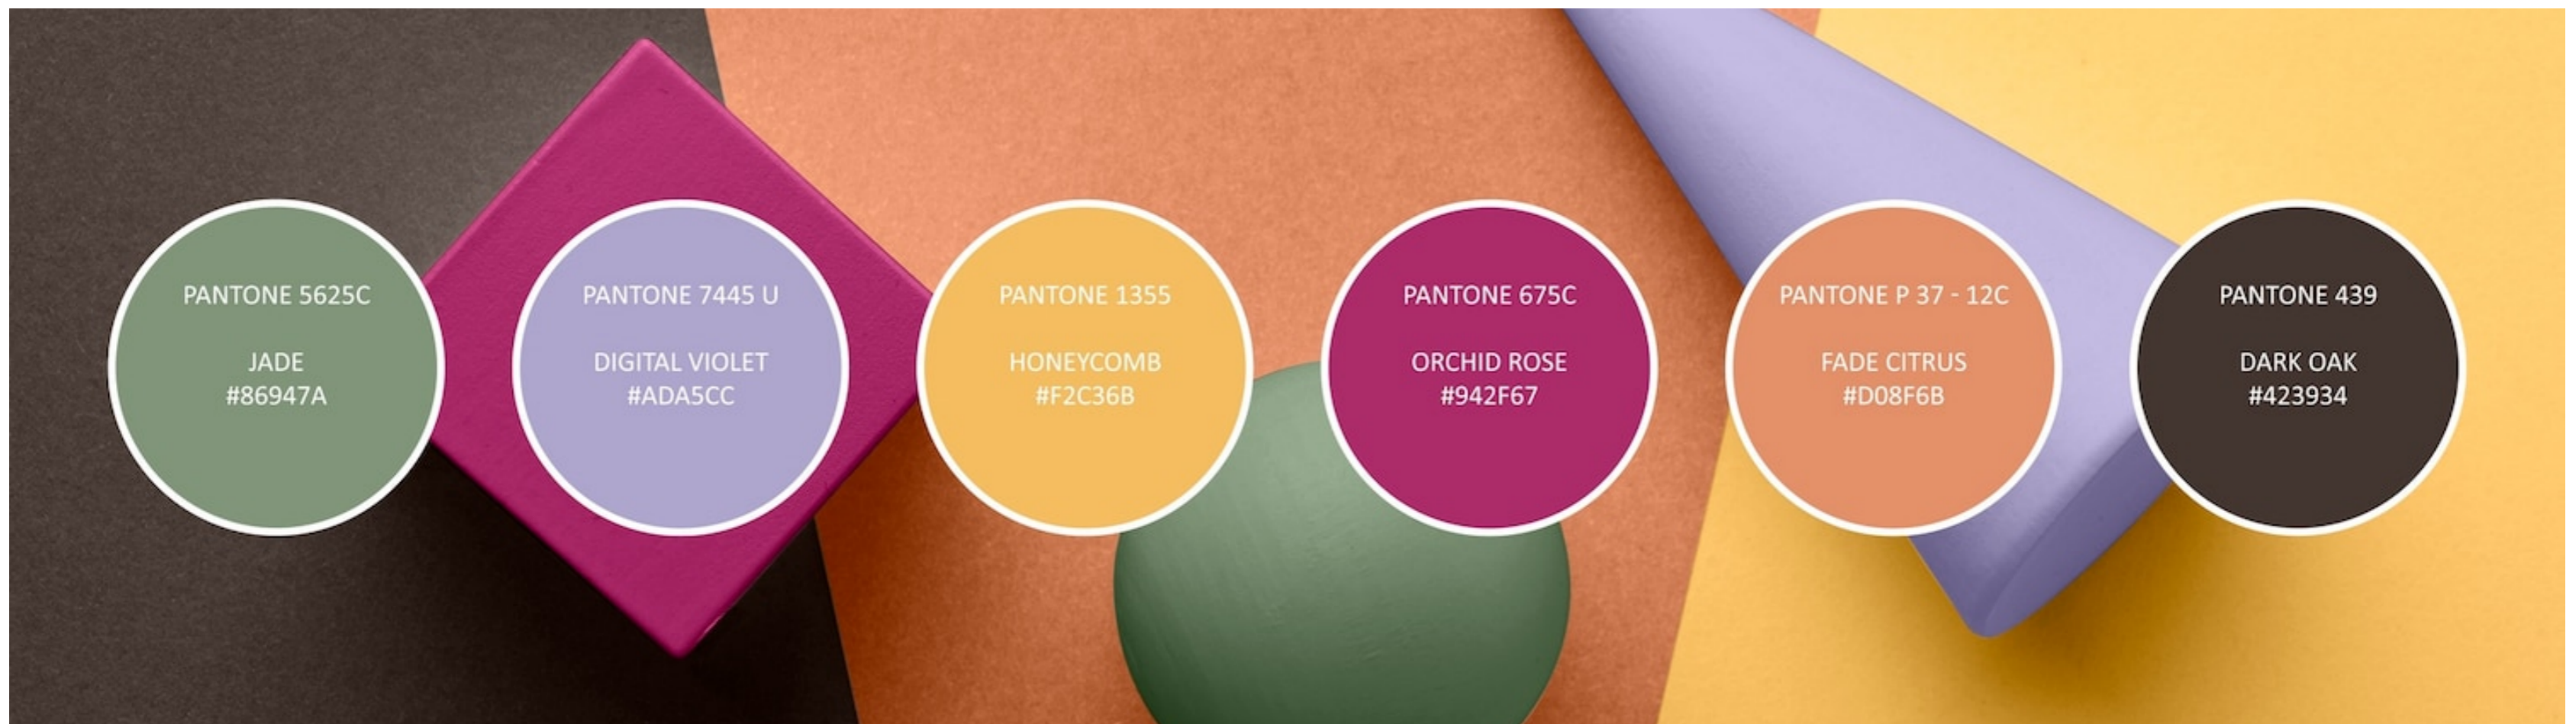 PANTONE 5625C
JADE
#86947A
PANTONE 7445 U
DIGITAL VIOLET
#ADA5CC
PANTONE 1355
HONEYCOMB
#F2C36B
PANTONE 675C
ORCHID ROSE
#942F67
PANTONE P 37 - 12C
FADE CITRUS
#D08F6B
PANTONE 439
DARK OAK
#423934